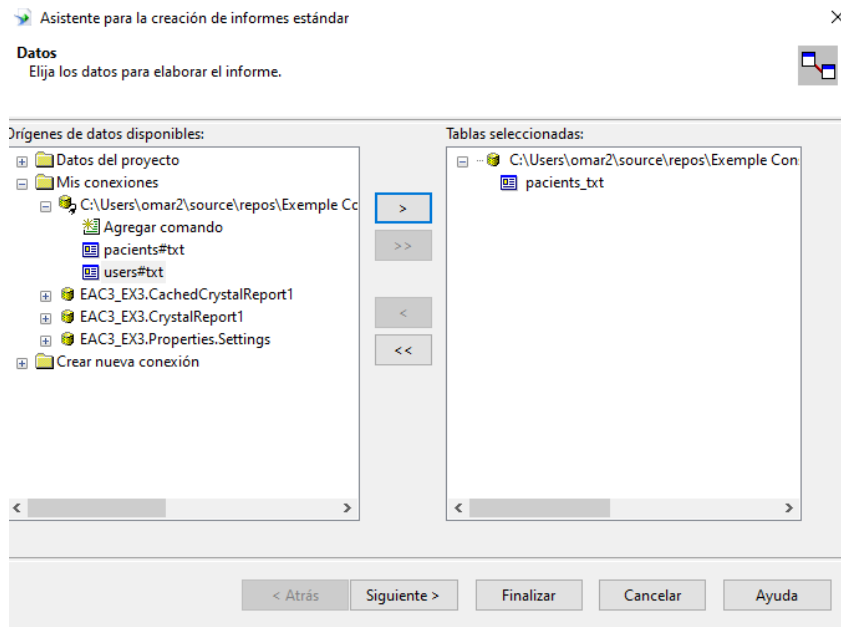 Asistente para la creación de informes estándar
Datos
Elija los datos para elaborar el informe.
Orígenes de datos disponibles:
Tablas seleccionadas:
Datos del proyecto
Mis conexiones
C:\Users\omar2\source\repos\Exemple Cc
Agregar comando
pacients#txt
users#txt
EAC3_EX3.CachedCrystalReport1
EAC3_EX3.CrystalReport1
EAC3_EX3.Properties.Settings
Crear nueva conexión
>
>>
<
<<
C:\Users\omar2\source\repos\Exemple Con
pacients_txt
< Atrás
Siguiente >
Finalizar
Cancelar
Ayuda